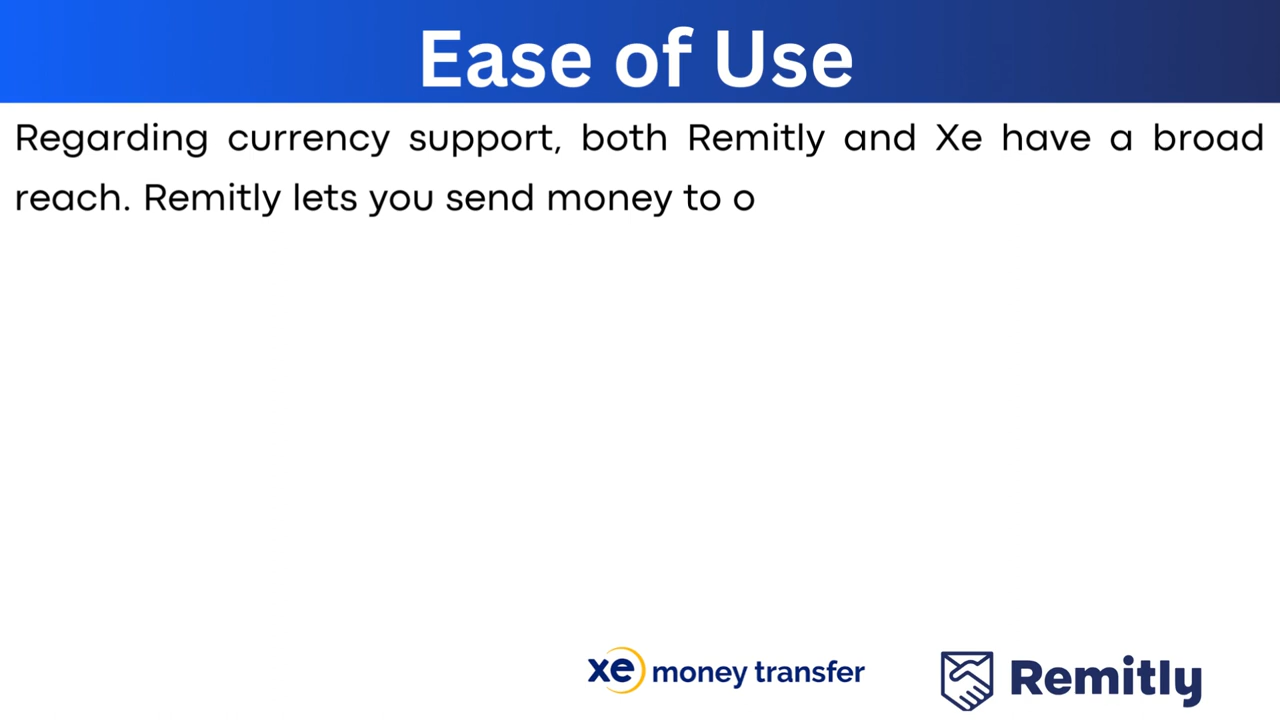 Ease of Use
Regarding currency support, both Remitly and Xe have a broad
reach. Remitly lets you send money to o
xe money transfer
Remitly